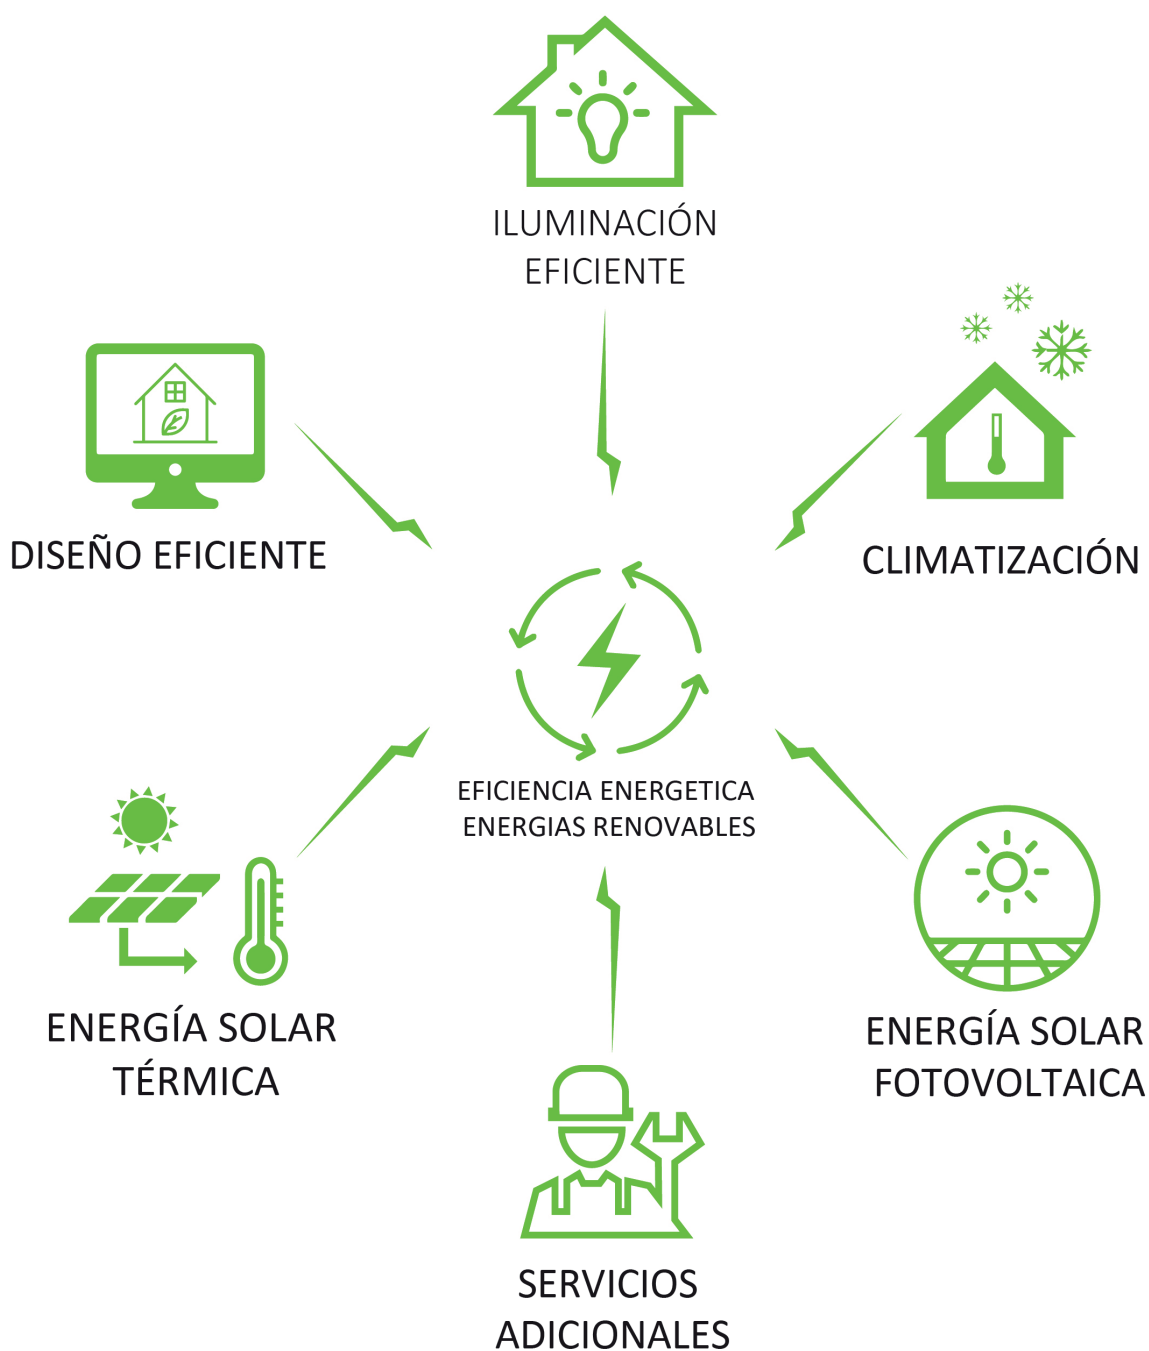 ILUMINACIÓN
EFICIENTE
DISEÑO EFICIENTE
CLIMATIZACIÓN
EFICIENCIA ENERGETICA
ENERGIAS RENOVABLES
ENERGÍA SOLAR
TÉRMICA
ENERGÍA SOLAR
FOTOVOLTAICA
SERVICIOS
ADICIONALES